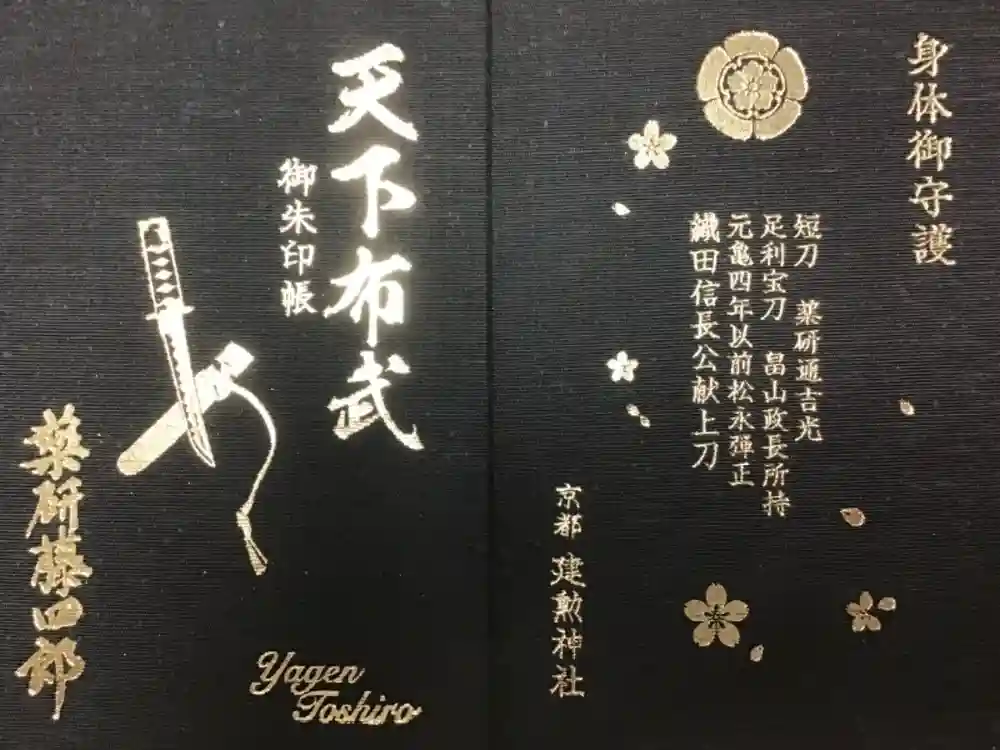 天下布武
御朱印帳
薬研藤四郎
Yagen
Toshiro
身体御守護
短刀 薬研通吉光
足利宝刀 畠山政長所持
元亀四年以前松永弾正
織田信長公献上刀
京都 建勲神社